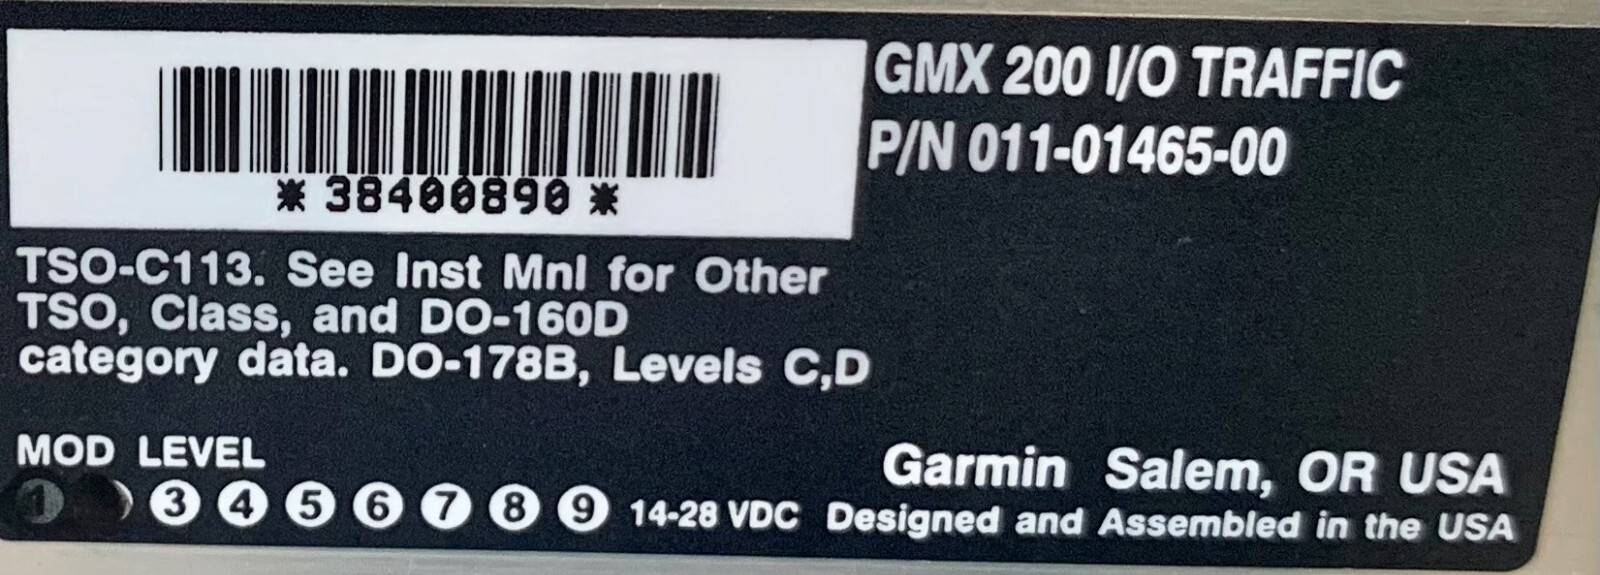 GMX 200 I/O TRAFFIC
P/N 011-01465-00
*38400890*
TSO-C113. See Inst Mnl for Other
TSO, Class, and DO-160D
category data. DO-178B, Levels C,D
MOD LEVEL
1 3 4 5 6 7 8 9 14-28 VDC
Garmin Salem, OR USA
Designed and Assembled in the USA